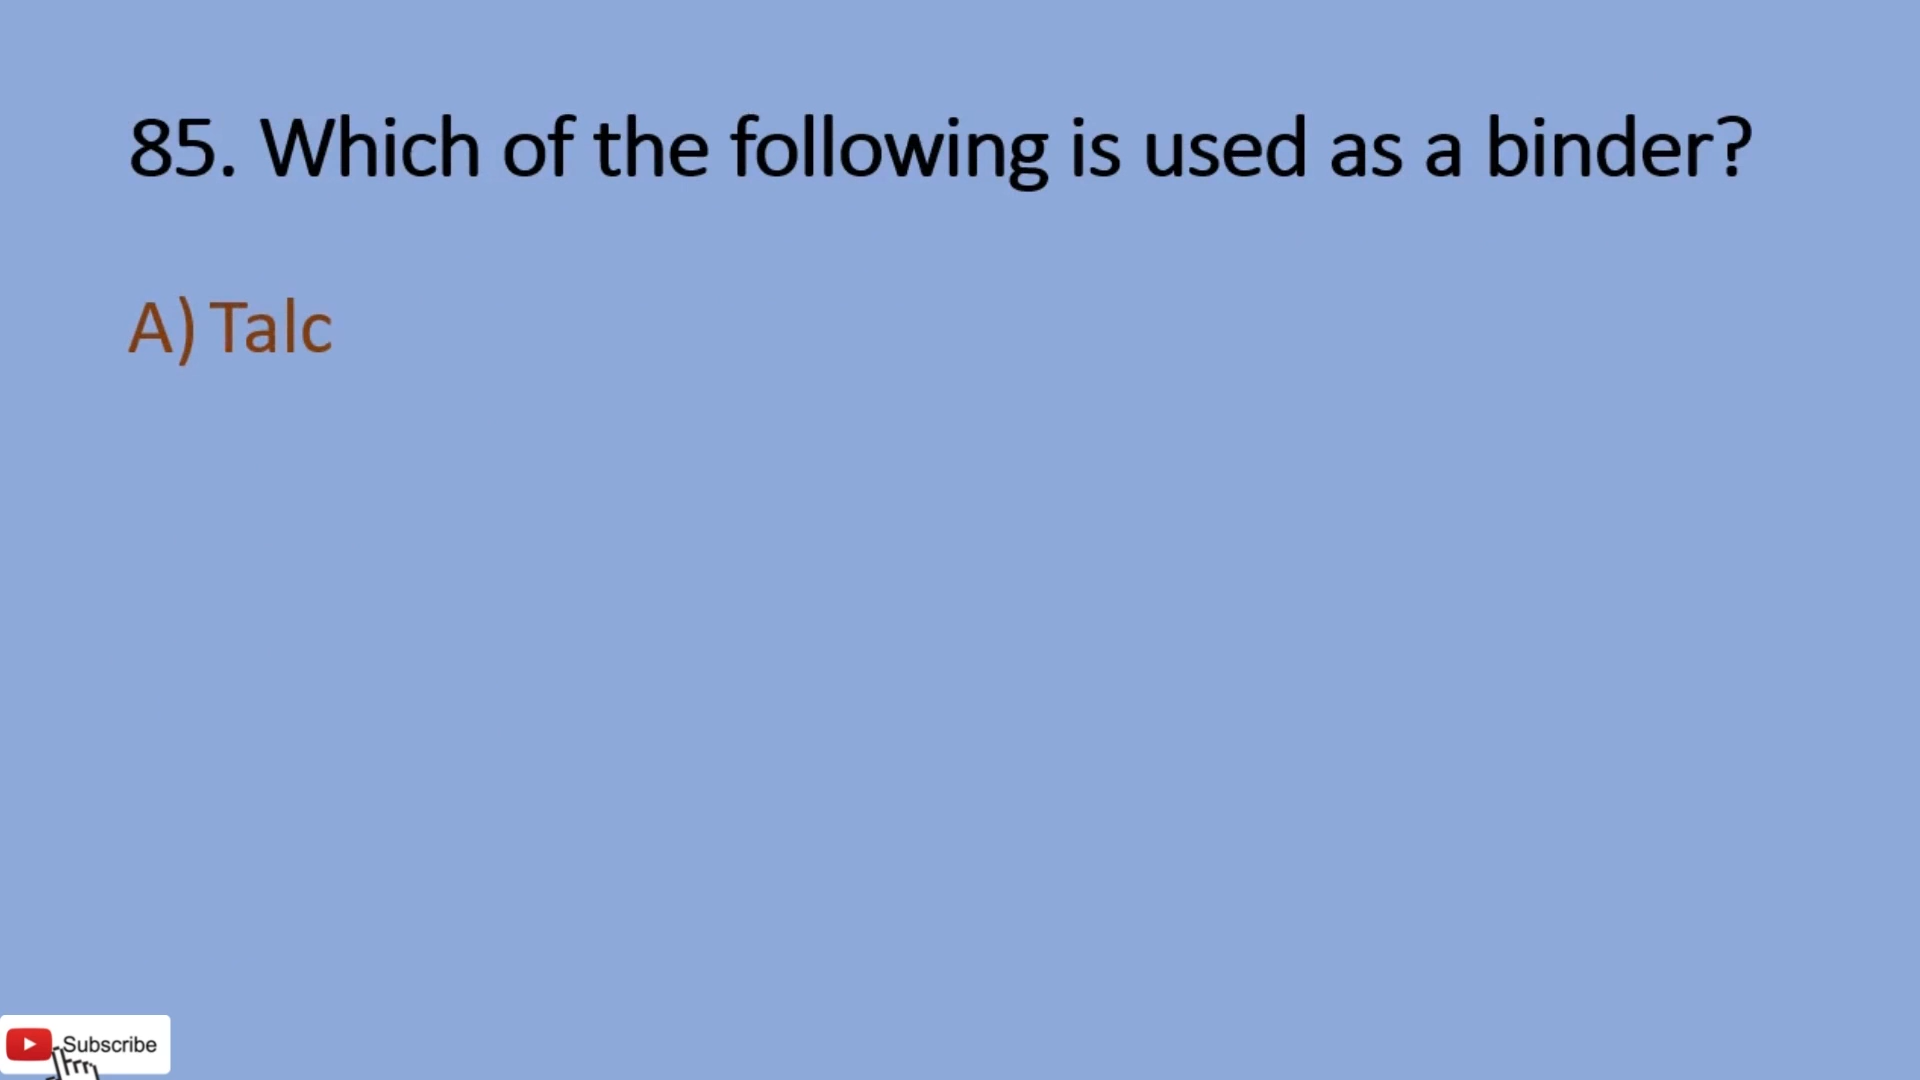 85. Which of the following is used as a binder?
A) Talc
Subscribe